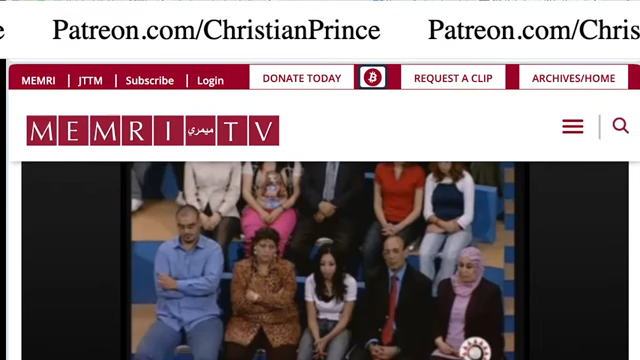 Patreon.com/ChristianPrince Patreon.com/Chris
MEMRI | JTTM | Subscribe | Login DONATE TODAY REQUEST A CLIP ARCHIVES/HOME
MEMRI ميمري TV